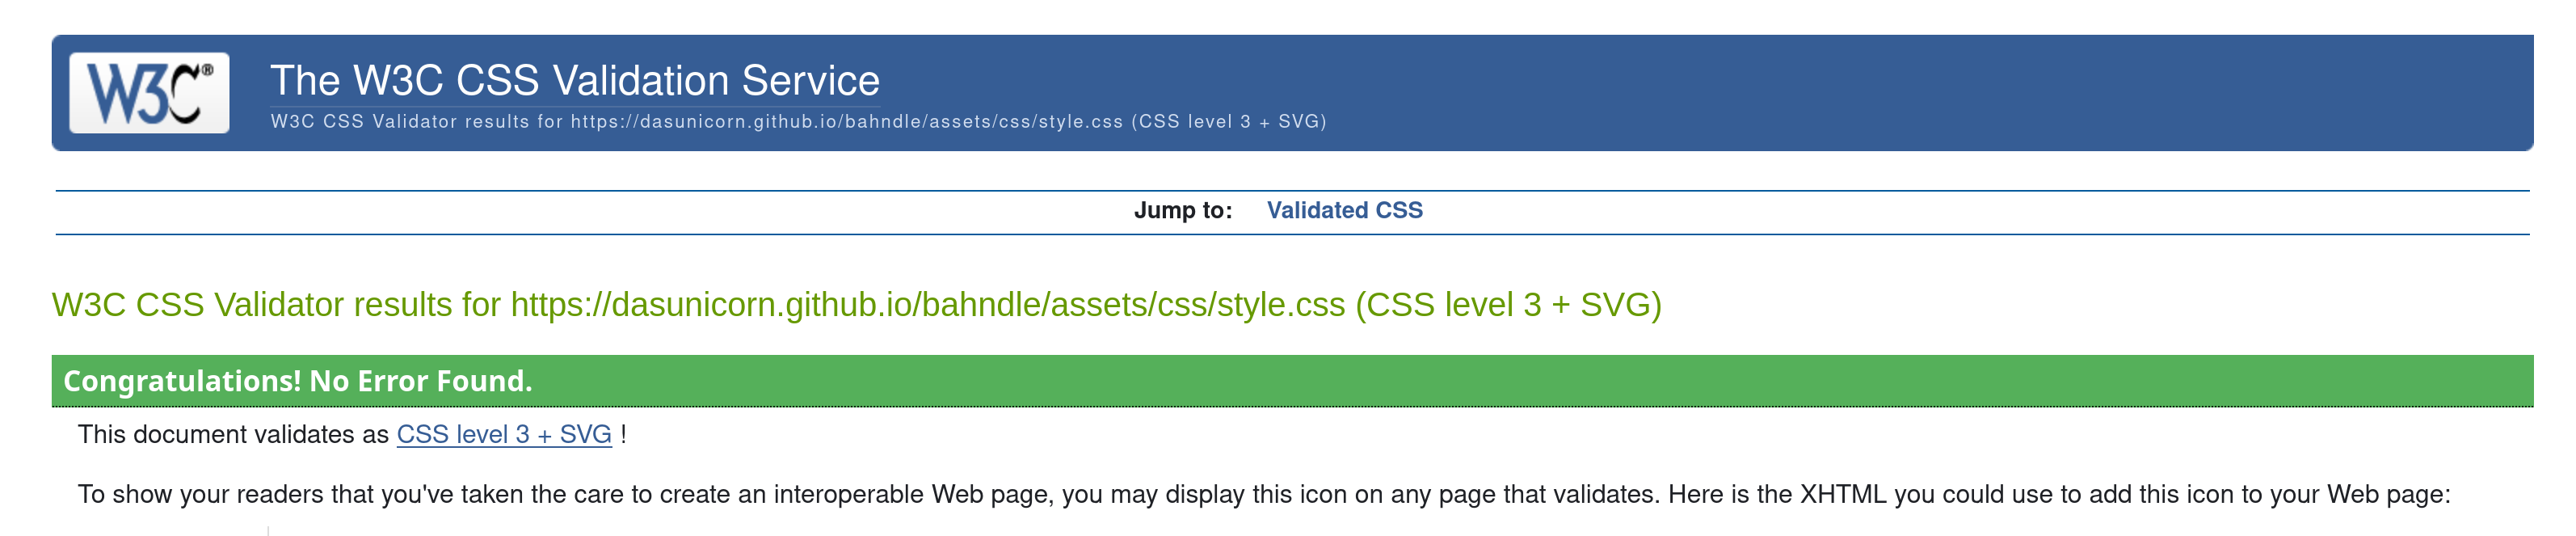 W3C®
The W3C CSS Validation Service
W3C CSS Validator results for https://dasunicorn.github.io/bahndle/assets/css/style.css (CSS level 3 + SVG)
Jump to: Validated CSS
W3C CSS Validator results for https://dasunicorn.github.io/bahndle/assets/css/style.css (CSS level 3 + SVG)
Congratulations! No Error Found.
This document validates as CSS level 3 + SVG !
To show your readers that you've taken the care to create an interoperable Web page, you may display this icon on any page that validates. Here is the XHTML you could use to add this icon to your Web page: